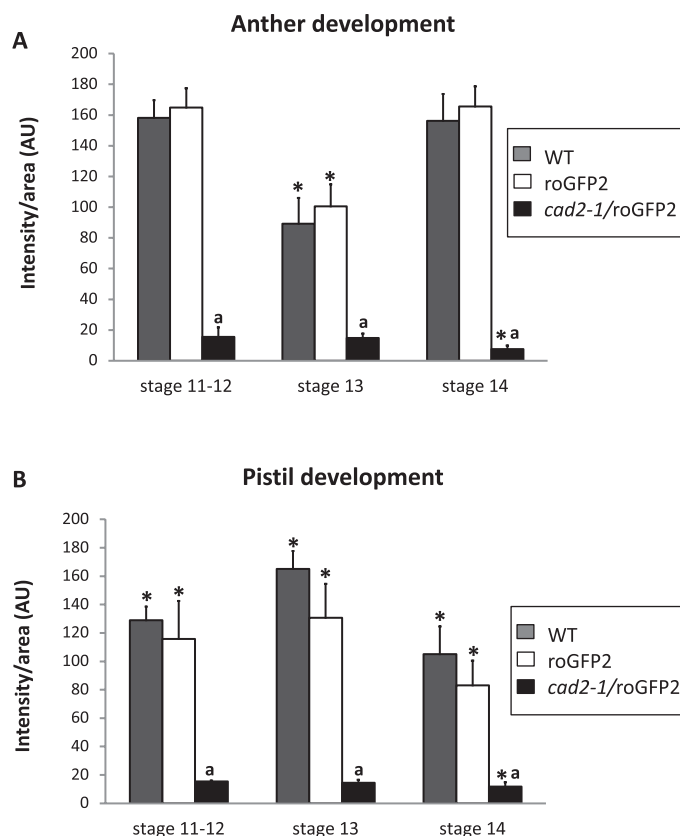 Anther development
A
200
180
160
140
120
100
80
60
40
20
0
Intensity/area (AU)
* *
a a * a
WT
roGFP2
cad2-1/roGFP2
stage 11-12 stage 13 stage 14
Pistil development
B
200
180
160
140
120
100
80
60
40
20
0
Intensity/area (AU)
* * * * * *
a a * a
WT
roGFP2
cad2-1/roGFP2
stage 11-12 stage 13 stage 14